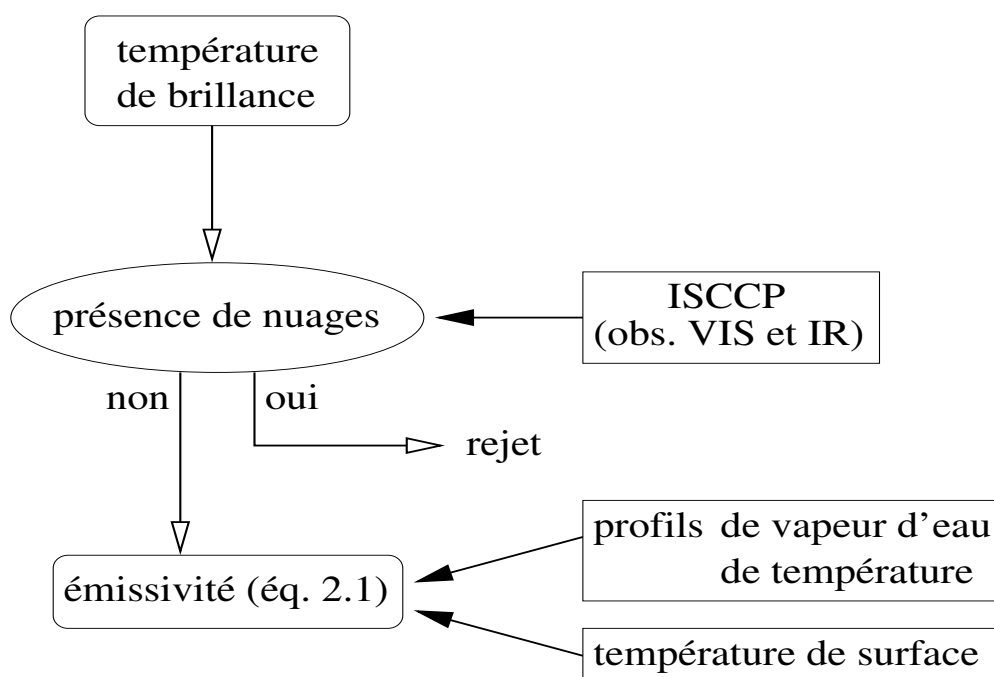 température
de brillance
présence de nuages
ISCCP
(obs. VIS et IR)
non
oui
rejet
profils de vapeur d’eau
de température
émissivité (éq. 2.1)
température de surface